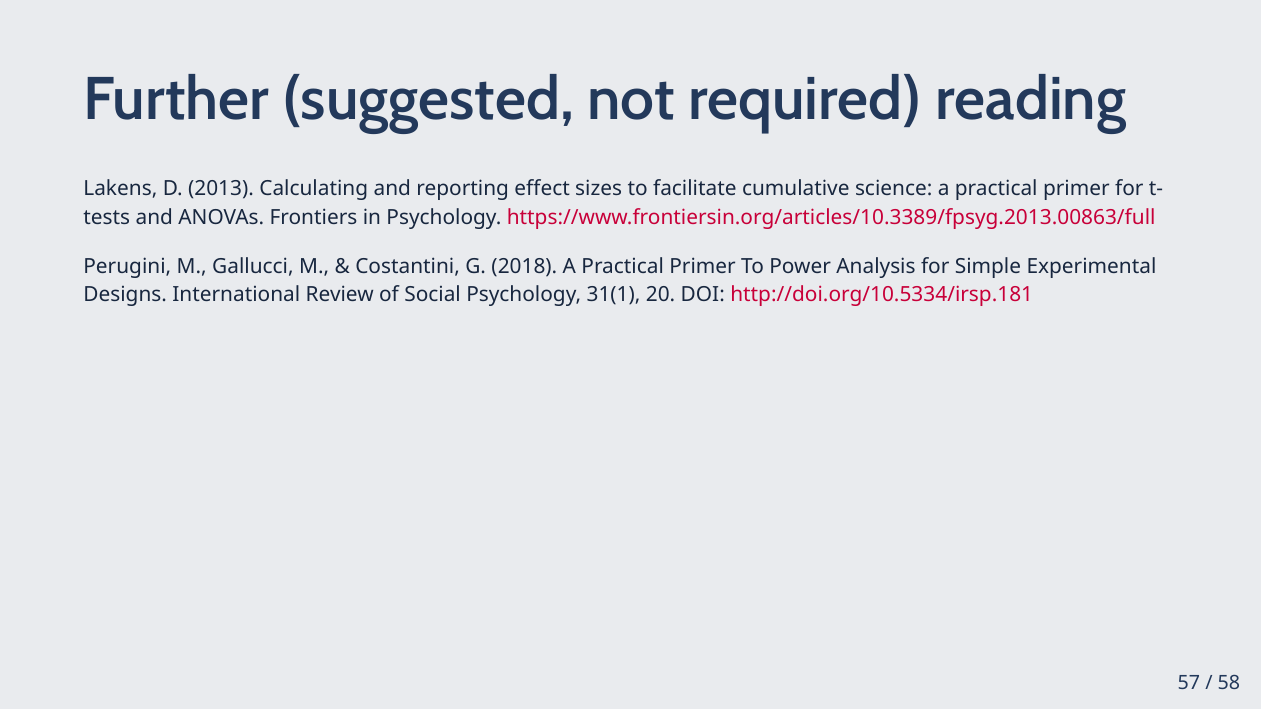 Further (suggested, not required) reading
Lakens, D. (2013). Calculating and reporting effect sizes to facilitate cumulative science: a practical primer for t-
tests and ANOVAs. Frontiers in Psychology. https://www.frontiersin.org/articles/10.3389/fpsyg.2013.00863/full
Perugini, M., Gallucci, M., & Costantini, G. (2018). A Practical Primer To Power Analysis for Simple Experimental
Designs. International Review of Social Psychology, 31(1), 20. DOI: http://doi.org/10.5334/irsp.181
57 / 58